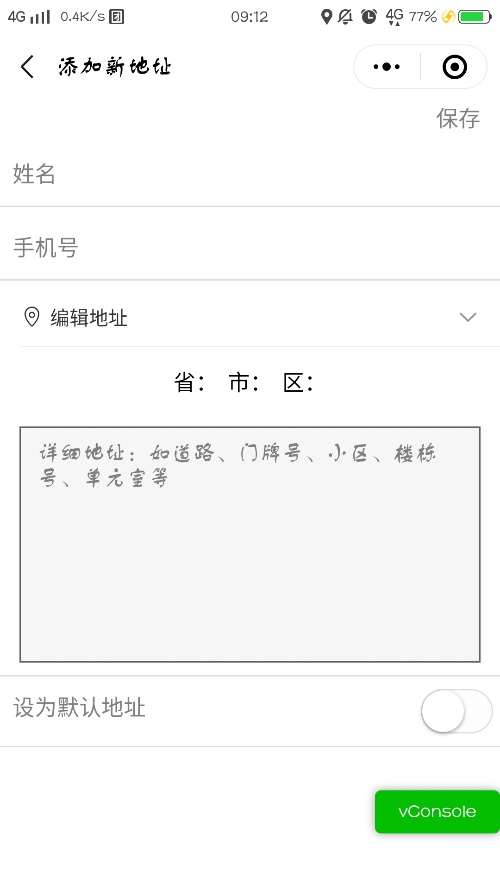 4G 0.4K/s 09:12 4G 77%
添加新地址
保存
姓名
手机号
编辑地址
省： 市： 区：
详细地址：如道路、门牌号、小区、楼栋
号、单元室等
设为默认地址
vConsole